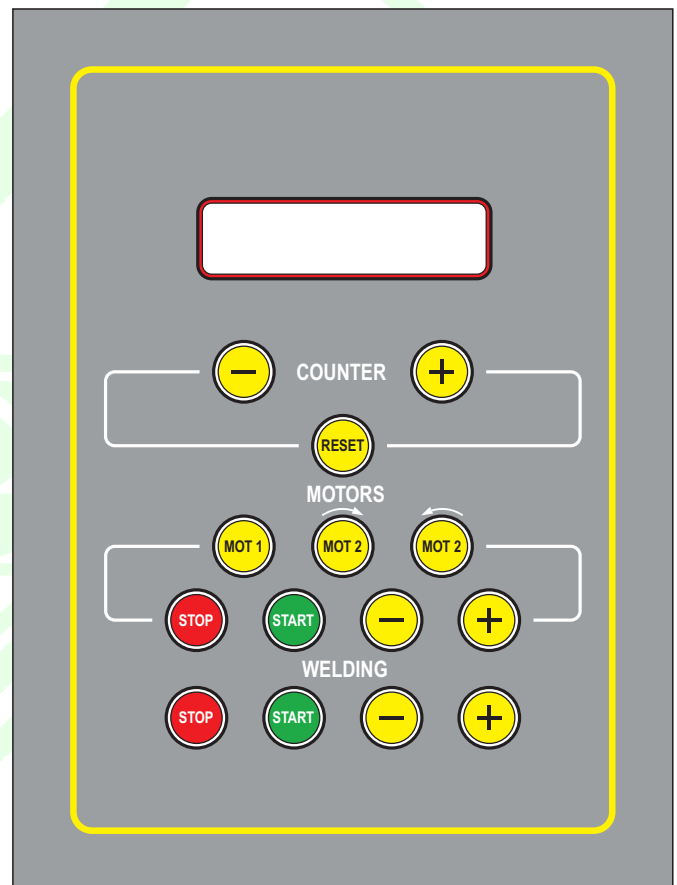 − COUNTER +
RESET
MOTORS
MOT 1 MOT 2 MOT 2
STOP START − +
WELDING
STOP START − +